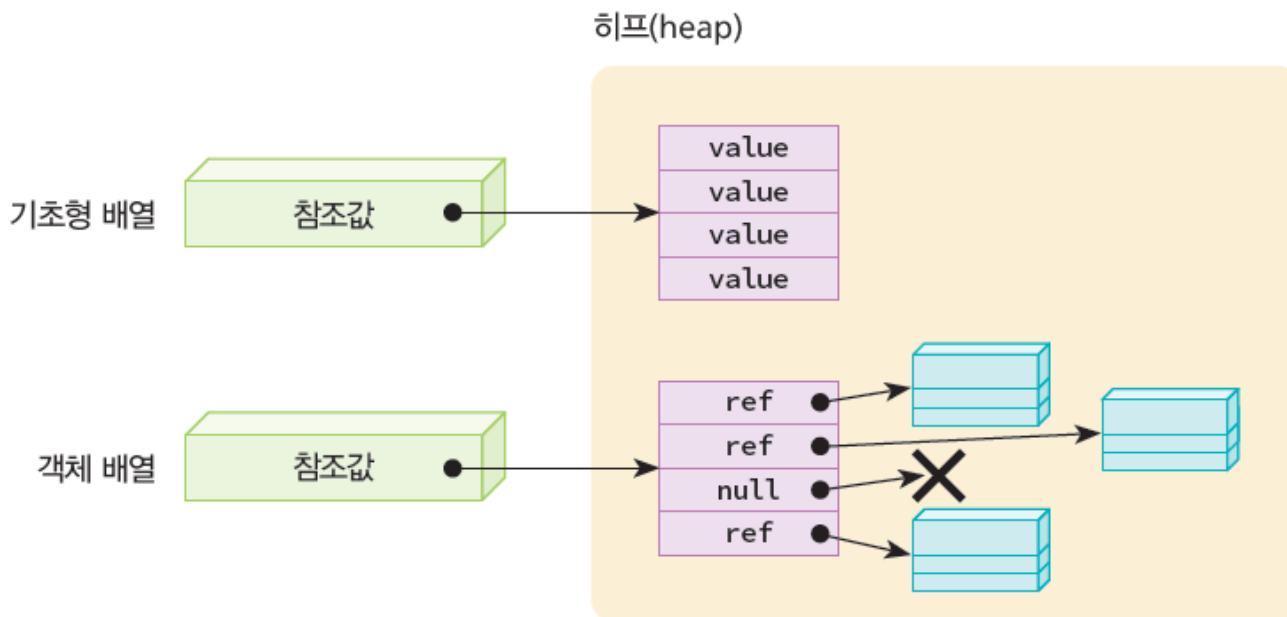 히프(heap)
기초형 배열
참조값
value
value
value
value
객체 배열
참조값
ref
ref
null
ref